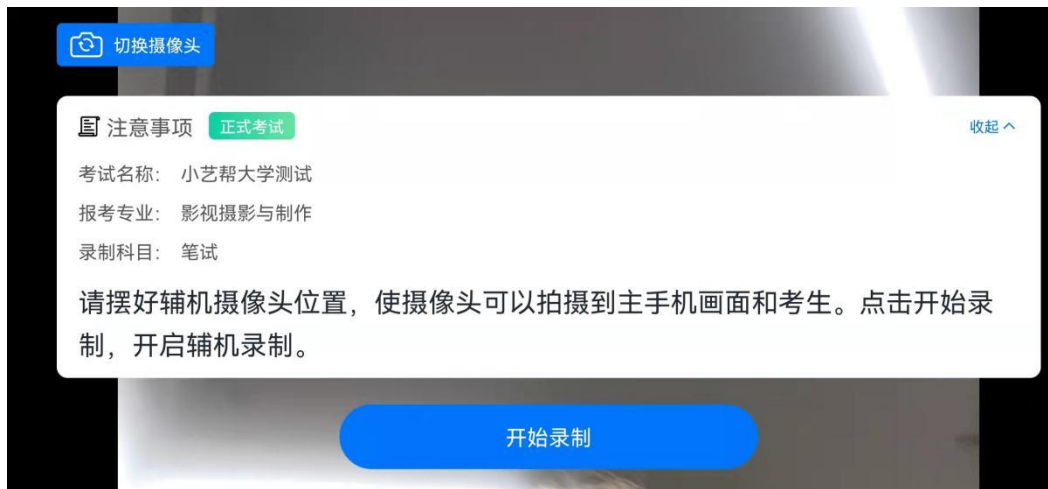 切换摄像头
注意事项 正式考试 收起
考试名称: 小艺帮大学测试
报考专业: 影视摄影与制作
录制科目: 笔试
请摆好辅机摄像头位置，使摄像头可以拍摄到主手机画面和考生。点击开始录
制，开启辅机录制。
开始录制